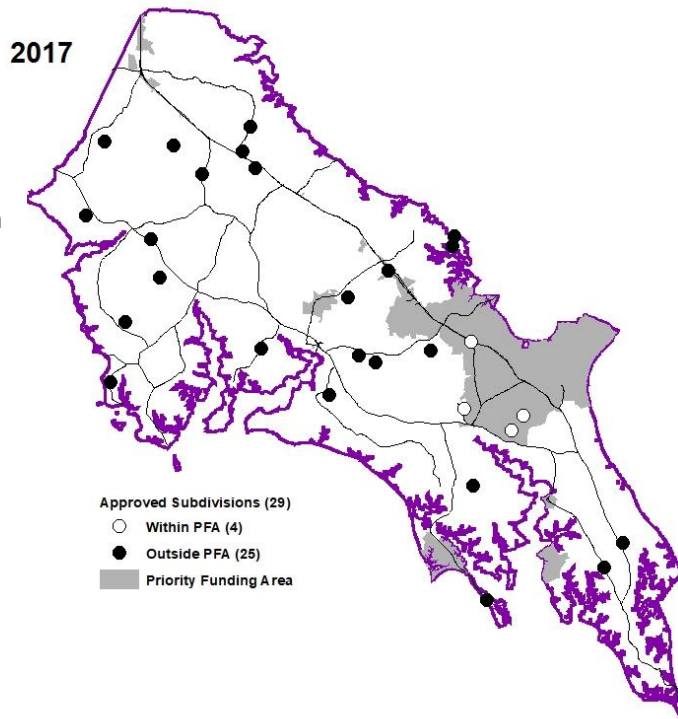 2017
Approved Subdivisions (29)
Within PFA (4)
Outside PFA (25)
Priority Funding Area